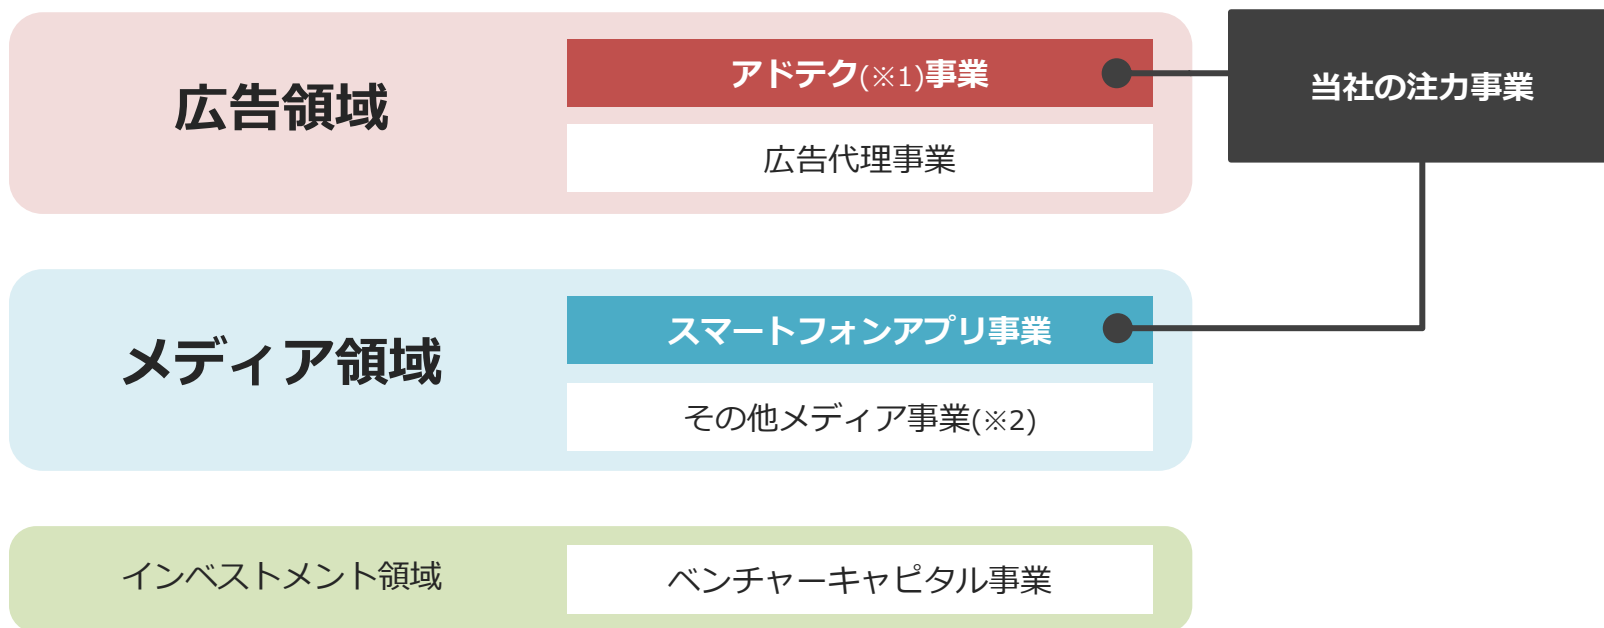 広告領域
アドテク(※1)事業
広告代理事業
当社の注力事業
メディア領域
スマートフォンアプリ事業
その他メディア事業(※2)
インベストメント領域
ベンチャーキャピタル事業